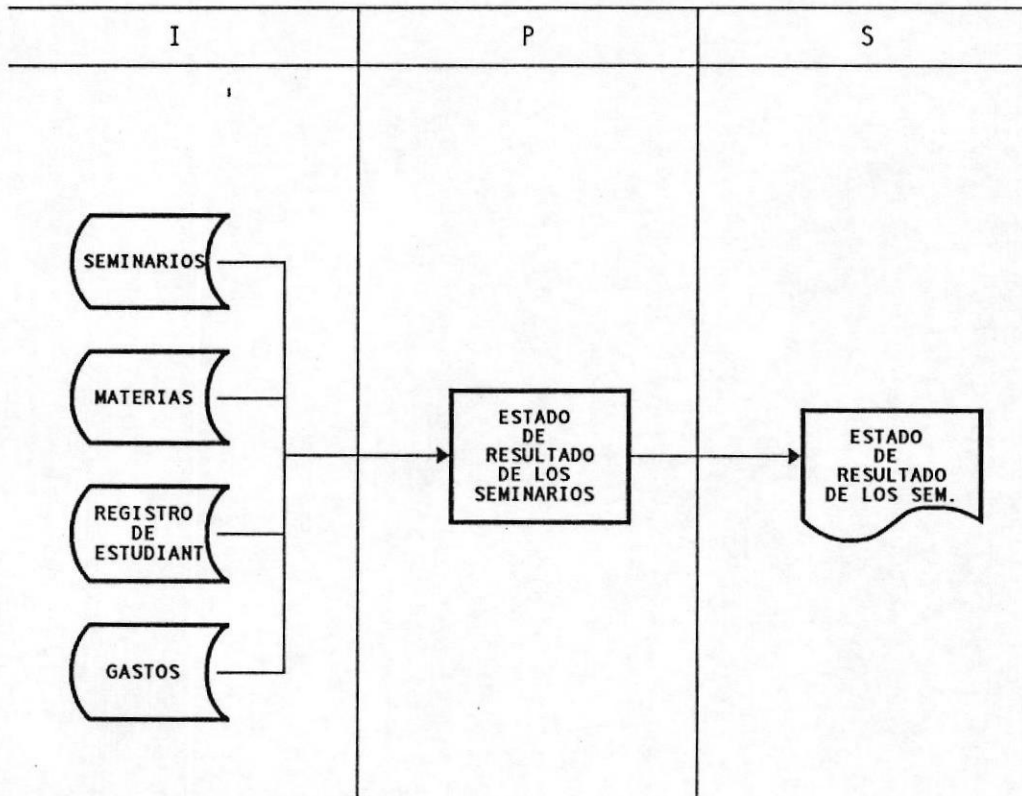 I
P
S
SEMINARIOS
MATERIAS
REGISTRO
DE
ESTUDIANT
GASTOS
ESTADO
DE
RESULTADO
DE LOS
SEMINARIOS
ESTADO
DE
RESULTADO
DE LOS SEM.